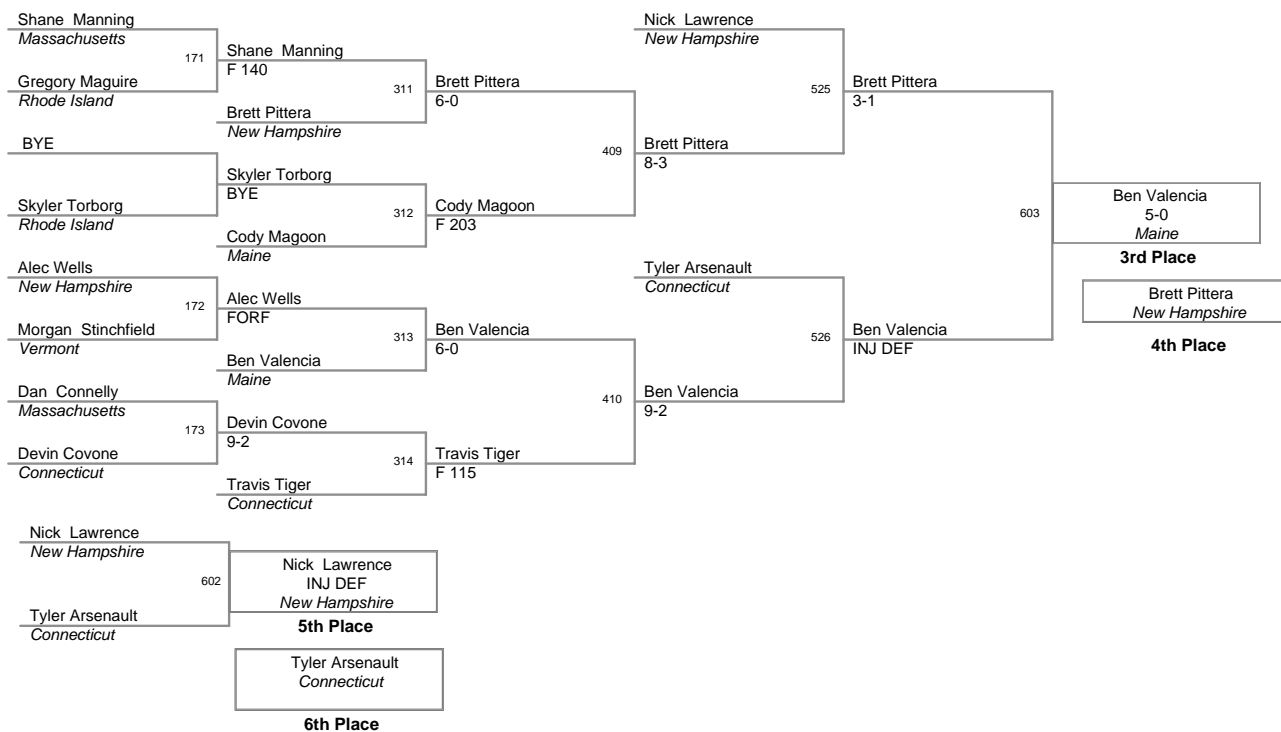 Shane Manning
Massachusetts
171
Gregory Maguire
Rhode Island
BYE
Skyler Torborg
Rhode Island
Alec Wells
New Hampshire
172
Morgan Stinchfield
Vermont
Dan Connelly
Massachusetts
173
Devin Covone
Connecticut
Shane Manning
F 140
311
Brett Pittera
New Hampshire
Skyler Torborg
BYE
312
Cody Magoon
Maine
Alec Wells
FORF
313
Ben Valencia
Maine
Devin Covone
9-2
314
Travis Tiger
Connecticut
Brett Pittera
6-0
409
Cody Magoon
F 203
Ben Valencia
6-0
410
Travis Tiger
F 115
Nick Lawrence
New Hampshire
525
Brett Pittera
8-3
Tyler Arsenault
Connecticut
526
Ben Valencia
9-2
Brett Pittera
3-1
603
Ben Valencia
INJ DEF
Ben Valencia
5-0
Maine
3rd Place
Brett Pittera
New Hampshire
4th Place
Nick Lawrence
New Hampshire
602
Tyler Arsenault
Connecticut
Nick Lawrence
INJ DEF
New Hampshire
5th Place
Tyler Arsenault
Connecticut
6th Place